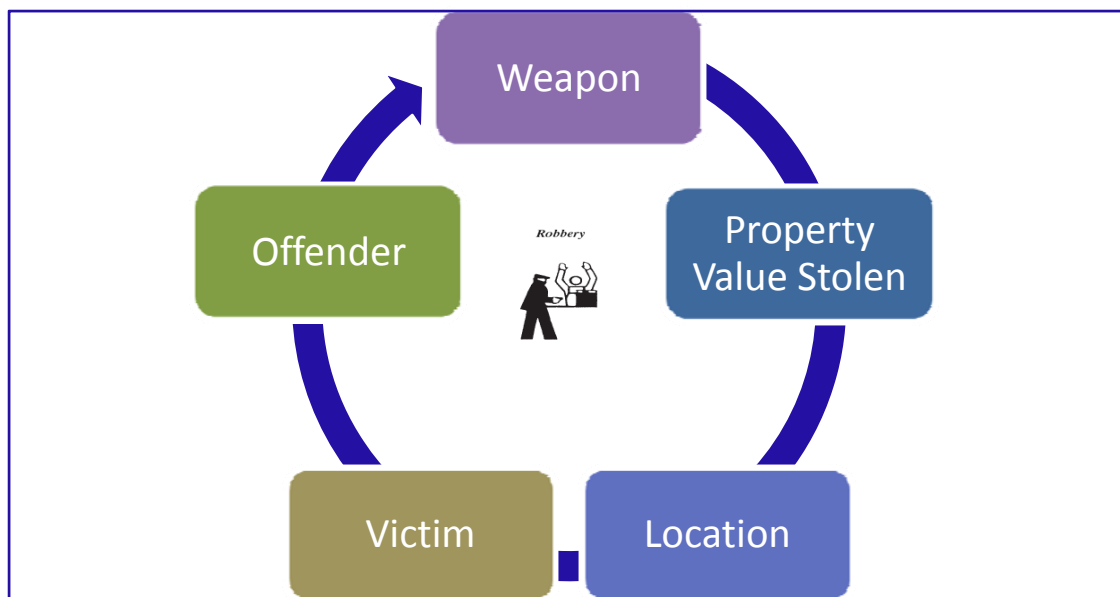 Weapon
Property
Value Stolen
Location
Victim
Offender
Robbery